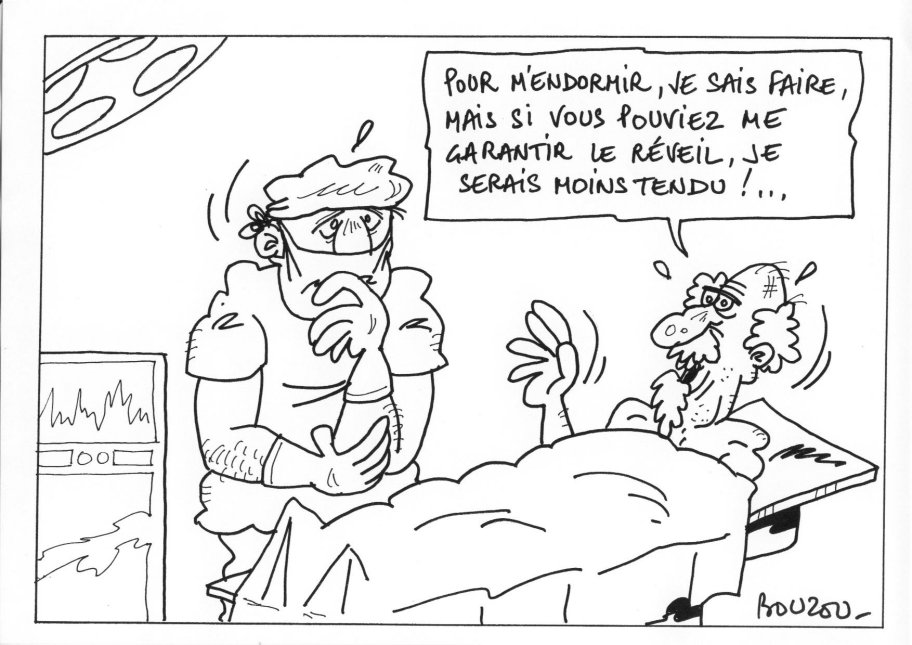 POUR M'ENDORMIR, JE SAIS FAIRE,
MAIS SI VOUS POUVIEZ ME
GARANTIR LE RÉVEIL, JE
SERAIS MOINS TENDU !...
BOUZOU